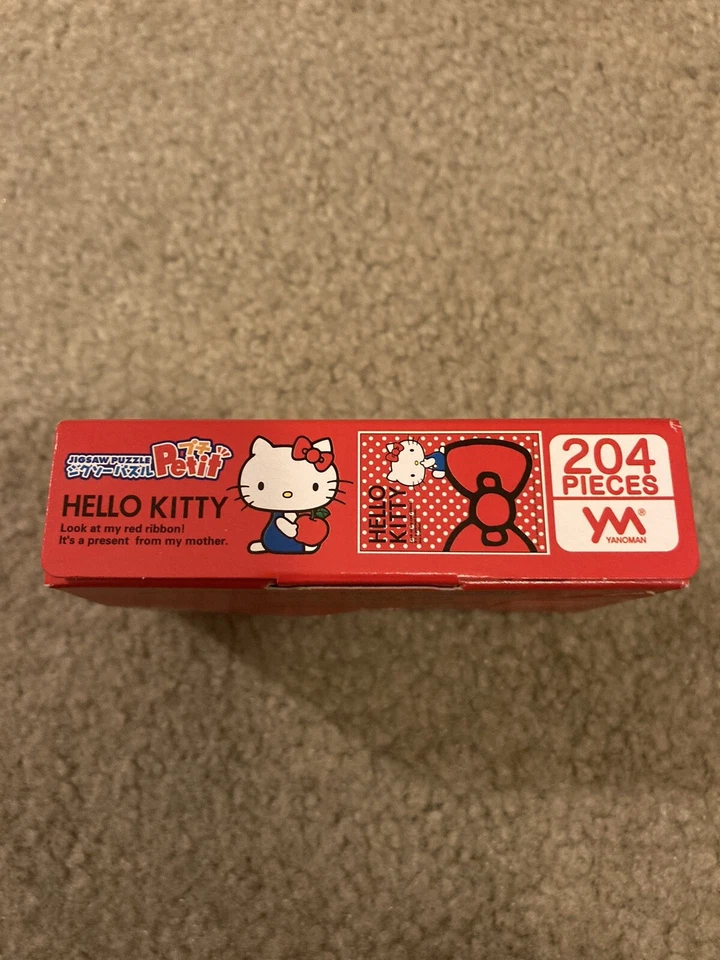 プチ
JIGSAW PUZZLE
ジグソーパズル Petit
HELLO KITTY
Look at my red ribbon!
It's a present from my mother.
HELLO
KITTY
204
PIECES
YM®
YANOMAN